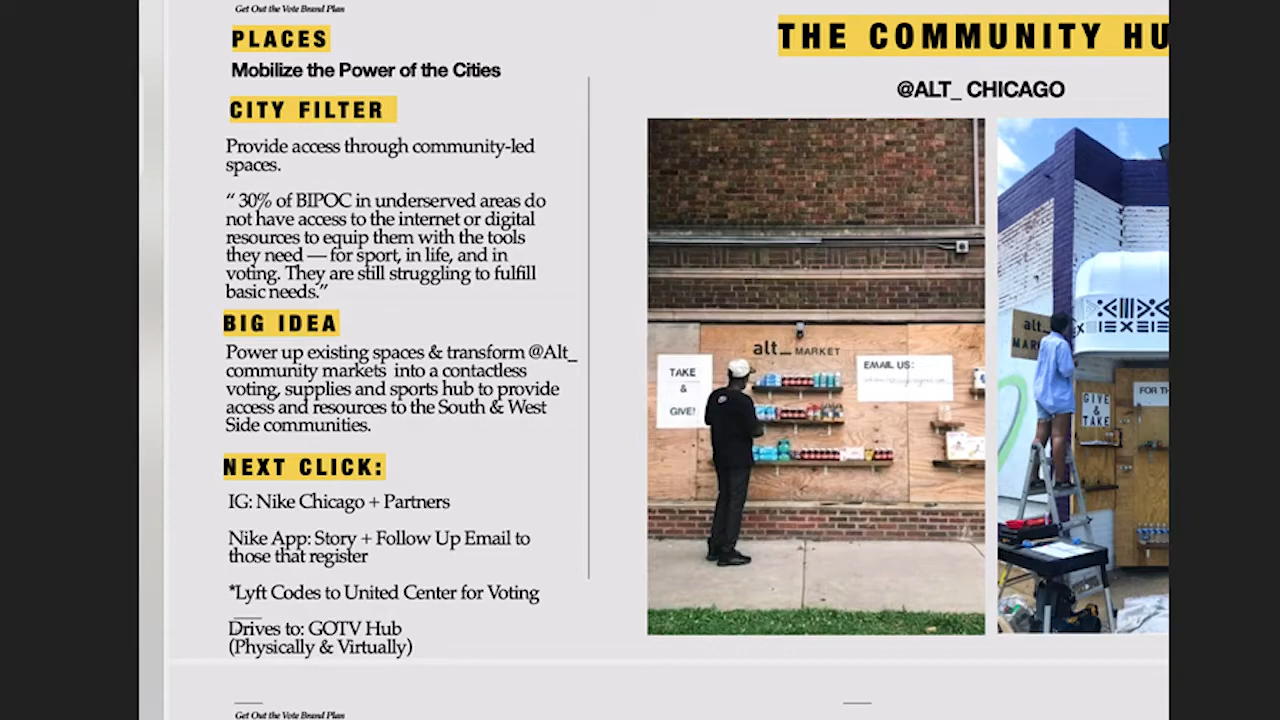 Get Out the Vote Brand Plan
PLACES
Mobilize the Power of the Cities
CITY FILTER
Provide access through community-led
spaces.
“ 30% of BIPOC in underserved areas do
not have access to the internet or digital
resources to equip them with the tools
they need — for sport, in life, and in
voting. They are still struggling to fulfill
basic needs.”
BIG IDEA
Power up existing spaces & transform @Alt_
community markets into a contactless
voting, supplies and sports hub to provide
access and resources to the South & West
Side communities.
NEXT CLICK:
IG: Nike Chicago + Partners
Nike App: Story + Follow Up Email to
those that register
*Lyft Codes to United Center for Voting
Drives to: GOTV Hub
(Physically & Virtually)
Get Out the Vote Brand Plan
THE COMMUNITY HU
@ALT_ CHICAGO
alt_ MARKET
TAKE
&
GIVE!
EMAIL US:
alt_
MAR
GIVE
&
TAKE
FOR TH